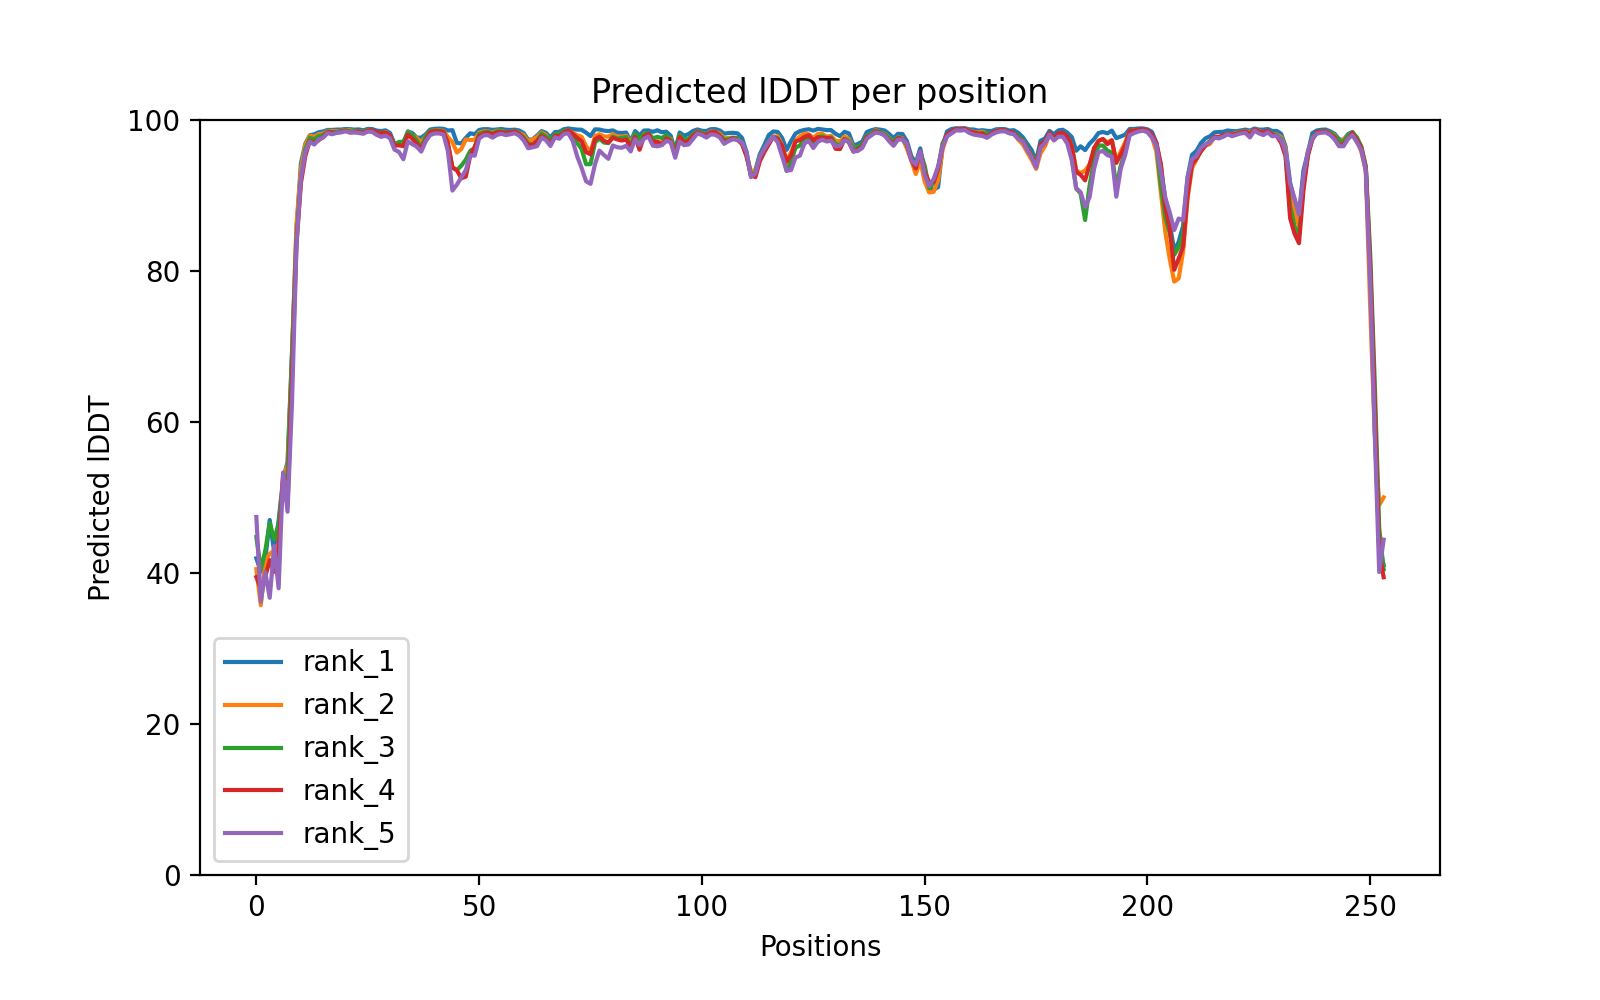 Predicted lDDT per position
100
80
60
40
20
0
Predicted lDDT
rank_1
rank_2
rank_3
rank_4
rank_5
0 50 100 150 200 250
Positions